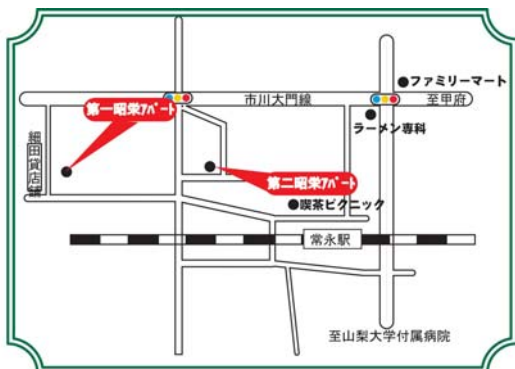 ファミリーマート
第一昭栄アパート
市川大門線
至甲府
ラーメン専科
細田貸店舗
第二昭栄アパート
喫茶ピクニック
常永駅
至山梨大学付属病院